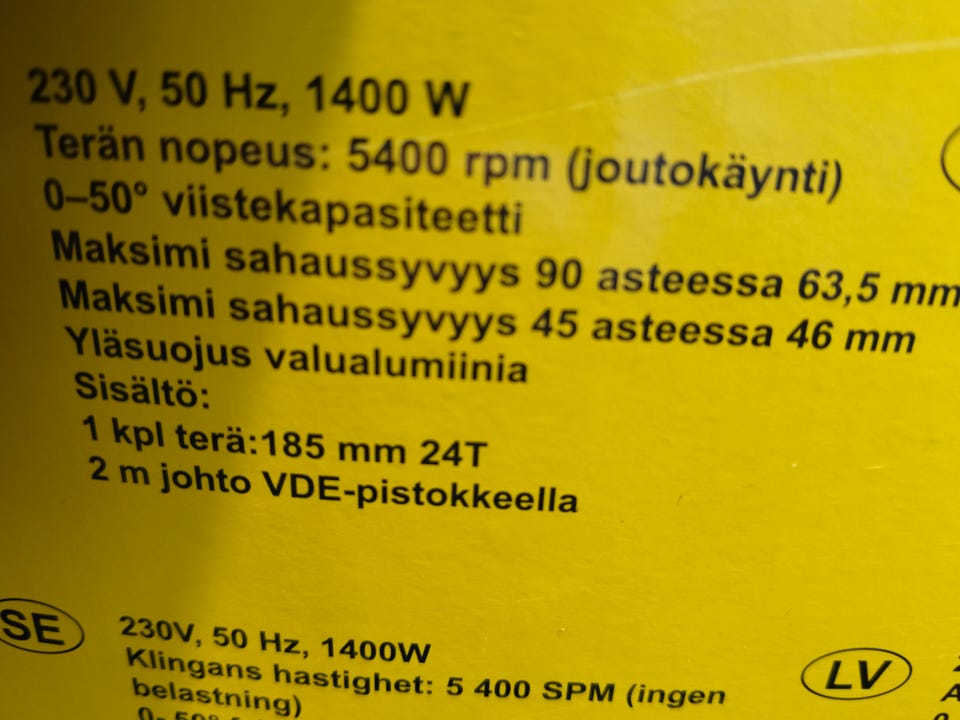 230 V, 50 Hz, 1400 W
Terän nopeus: 5400 rpm (joutokäynti)
0–50° viistekapasiteetti
Maksimi sahaussyvyys 90 asteessa 63,5 mm
Maksimi sahaussyvyys 45 asteessa 46 mm
Yläsuojus valualumiinia
Sisältö:
1 kpl terä:185 mm 24T
2 m johto VDE-pistokkeella
SE
230V, 50 Hz, 1400W
Klingans hastighet: 5 400 SPM (ingen
belastning)
LV